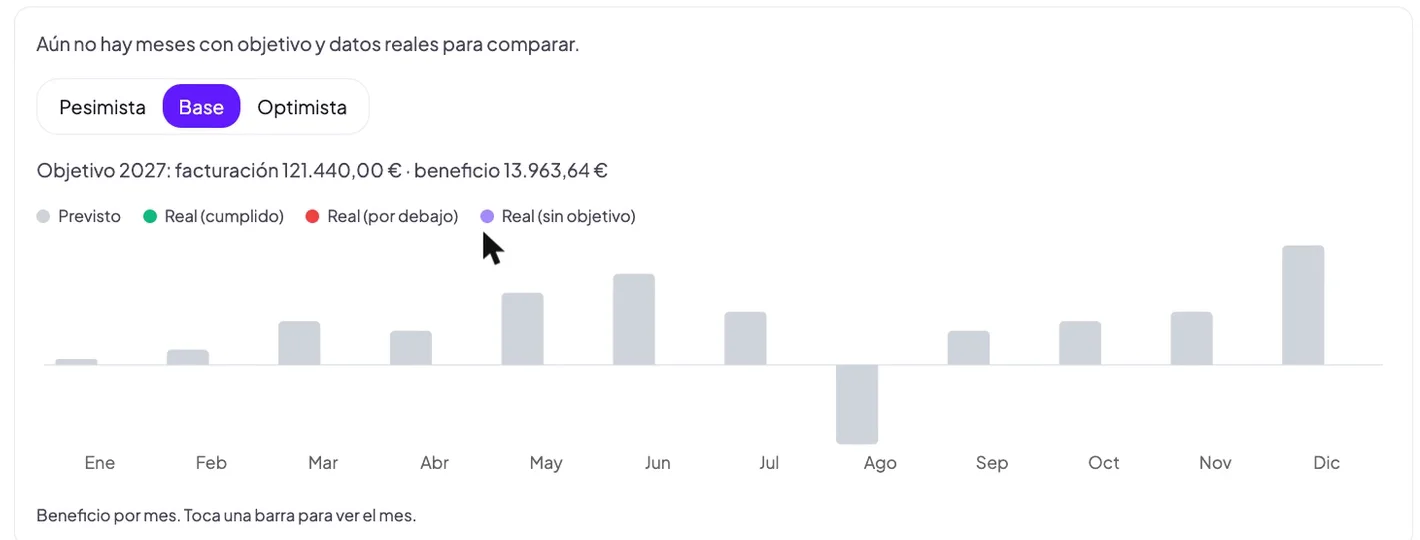 Aún no hay meses con objetivo y datos reales para comparar.
Pesimista Base Optimista
Objetivo 2027: facturación 121.440,00 € · beneficio 13.963,64 €
Previsto Real (cumplido) Real (por debajo) Real (sin objetivo)
Ene Feb Mar Abr May Jun Jul Ago Sep Oct Nov Dic
Beneficio por mes. Toca una barra para ver el mes.